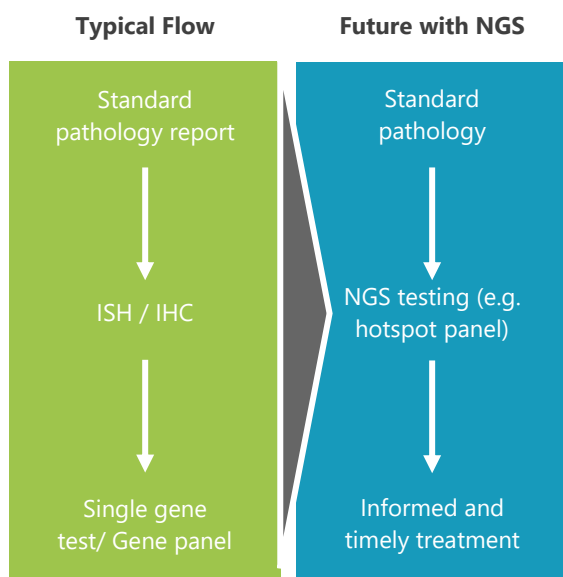 Typical Flow
Future with NGS
Standard
pathology report
ISH / IHC
Single gene
test/ Gene panel
Standard
pathology
NGS testing (e.g.
hotspot panel)
Informed and
timely treatment